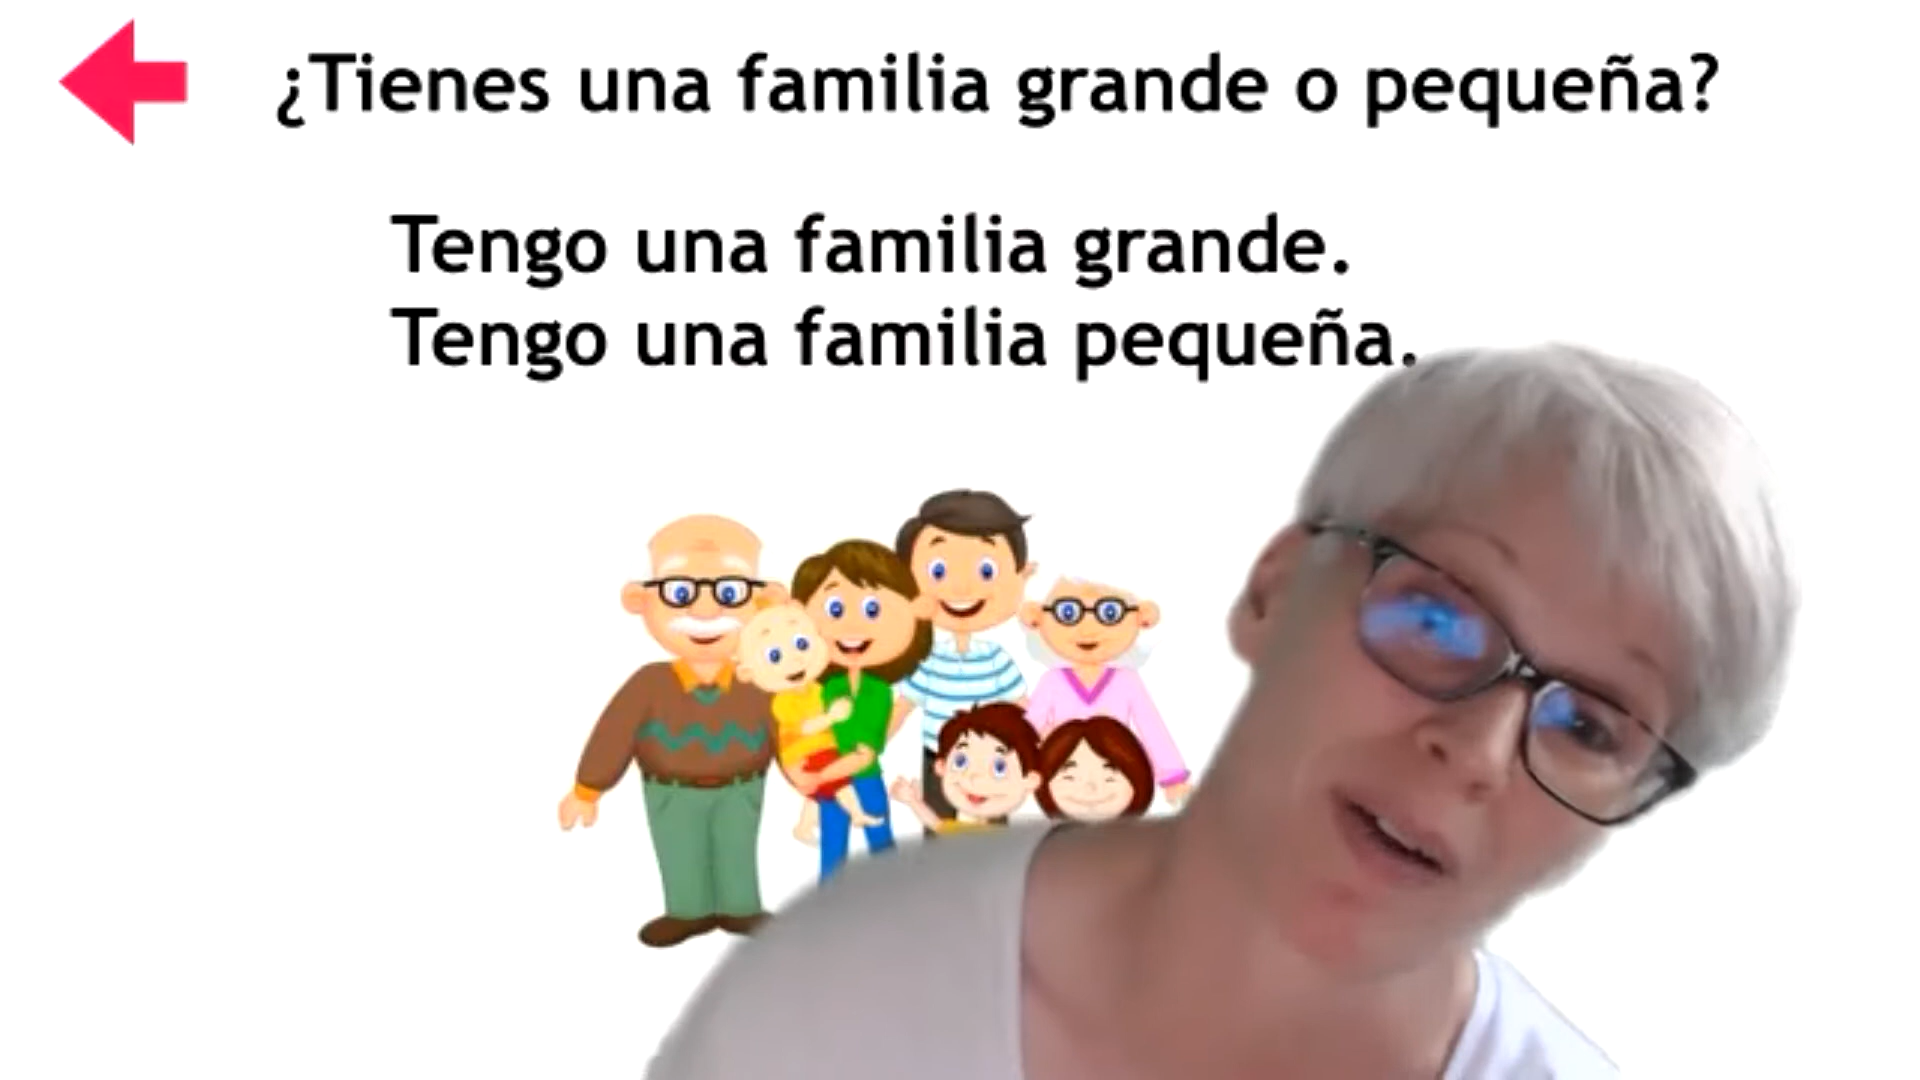 ¿Tienes una familia grande o pequeña?
Tengo una familia grande.
Tengo una familia pequeña.